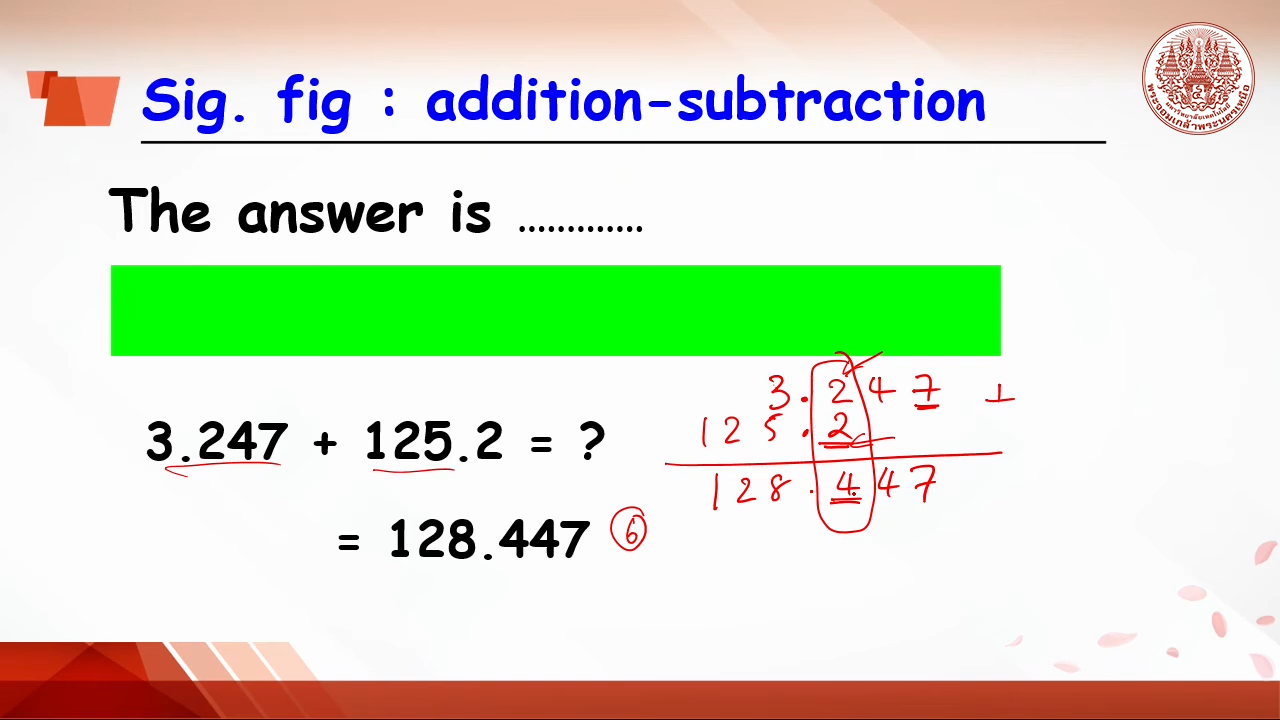 Sig. fig : addition-subtraction
The answer is .............
3.247 + 125.2 = ?
= 128.447 6
3.247 +
125.2
128.447